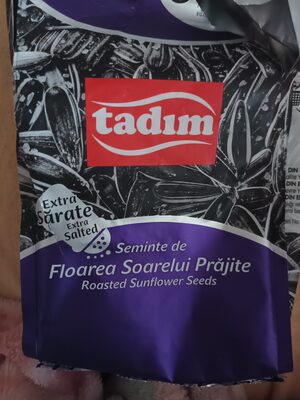 tadım
Extra
Sărate
Extra
Salted
Seminte de
Floarea Soarelui Prăjite
Roasted Sunflower Seeds